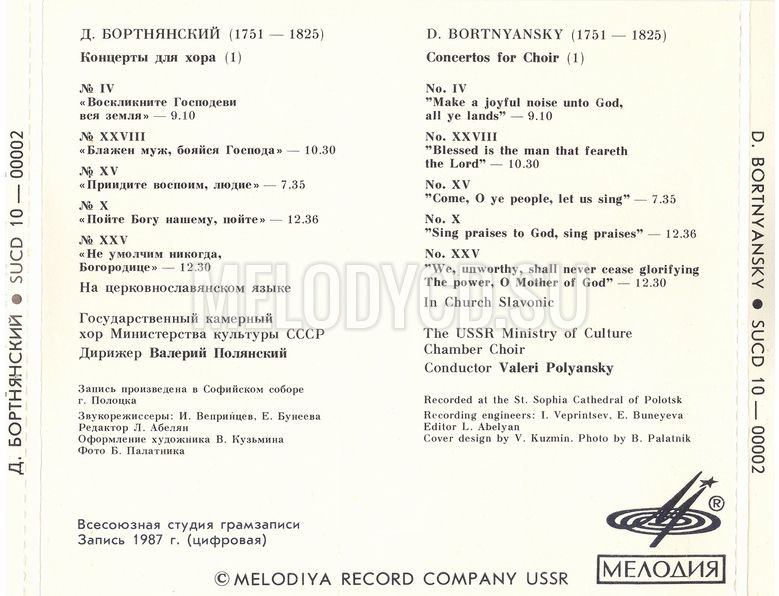 Д. БОРТНЯНСКИЙ (1751 — 1825)
Концерты для хора (1)
№ IV
«Воскликните Господеви
вся земля» — 9.10
№ XXVIII
«Блажен муж, бояйся Господа» — 10.30
№ XV
«Приидите воспоим, людие» — 7.35
№ X
«Пойте Богу нашему, пойте» — 12.36
№ XXV
«Не умолчим никогда,
Богородице» — 12.30
На церковнославянском языке
Государственный камерный
хор Министерства культуры СССР
Дирижер Валерий Полянский
Запись произведена в Софийском соборе
г. Полоцка
Звукорежиссеры: И. Вепринцев, Е. Бунеева
Редактор Л. Абелян
Оформление художника В. Кузьмина
Фото Б. Палатника
Всесоюзная студия грамзаписи
Запись 1987 г. (цифровая)
D. BORTNYANSKY (1751 — 1825)
Concertos for Choir (1)
No. IV
"Make a joyful noise unto God,
all ye lands" — 9.10
No. XXVIII
"Blessed is the man that feareth
the Lord" — 10.30
No. XV
"Come, O ye people, let us sing" — 7.35
No. X
"Sing praises to God, sing praises" — 12.36
No. XXV
"We, unworthy, shall never cease glorifying
The power, O Mother of God" — 12.30
In Church Slavonic
The USSR Ministry of Culture
Chamber Choir
Conductor Valeri Polyansky
Recorded at the St. Sophia Cathedral of Polotsk
Recording engineers: I. Veprintsev, E. Buneyeva
Editor L. Abelyan
Cover design by V. Kuzmin. Photo by B. Palatnik
® 
МЕЛОДИЯ
© MELODIYA RECORD COMPANY USSR
Д. БОРТНЯНСКИЙ ● SUCD 10 — 00002
D. BORTNYANSKY ● SUCD 10 — 00002
MELODYCD.SU